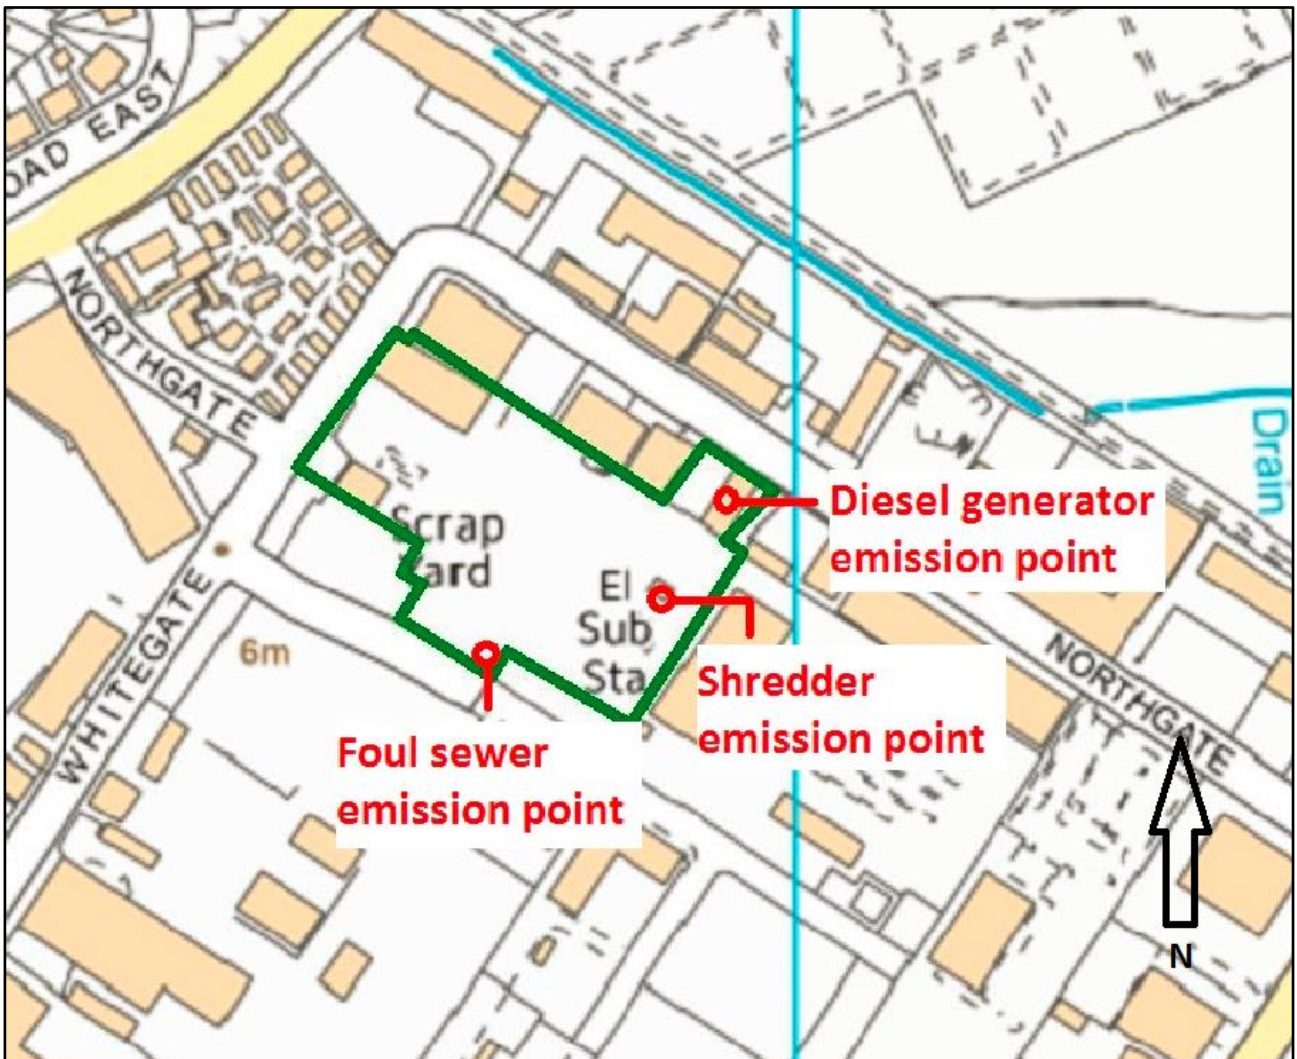 OAD EAST
NORTHGATE
Scrap
Yard
El
Sub
Sta
Diesel generator
emission point
Drain
Shredder
emission point
NORTHGATE
WHITEGATE
6m
Foul sewer
emission point
N